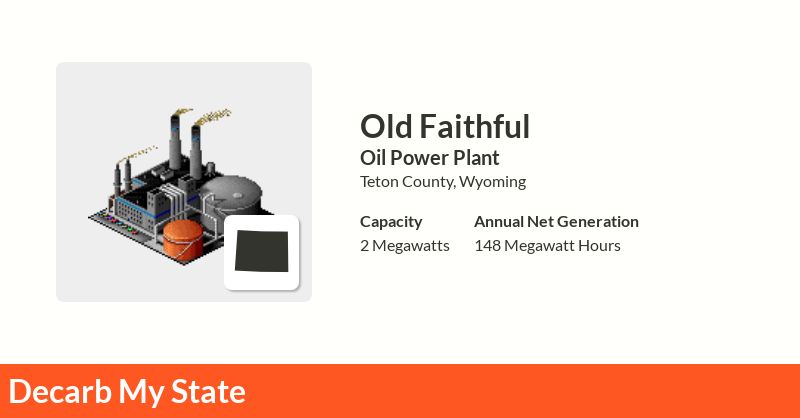 Old Faithful
Oil Power Plant
Teton County, Wyoming
Capacity
Annual Net Generation
2 Megawatts
148 Megawatt Hours
Decarb My State